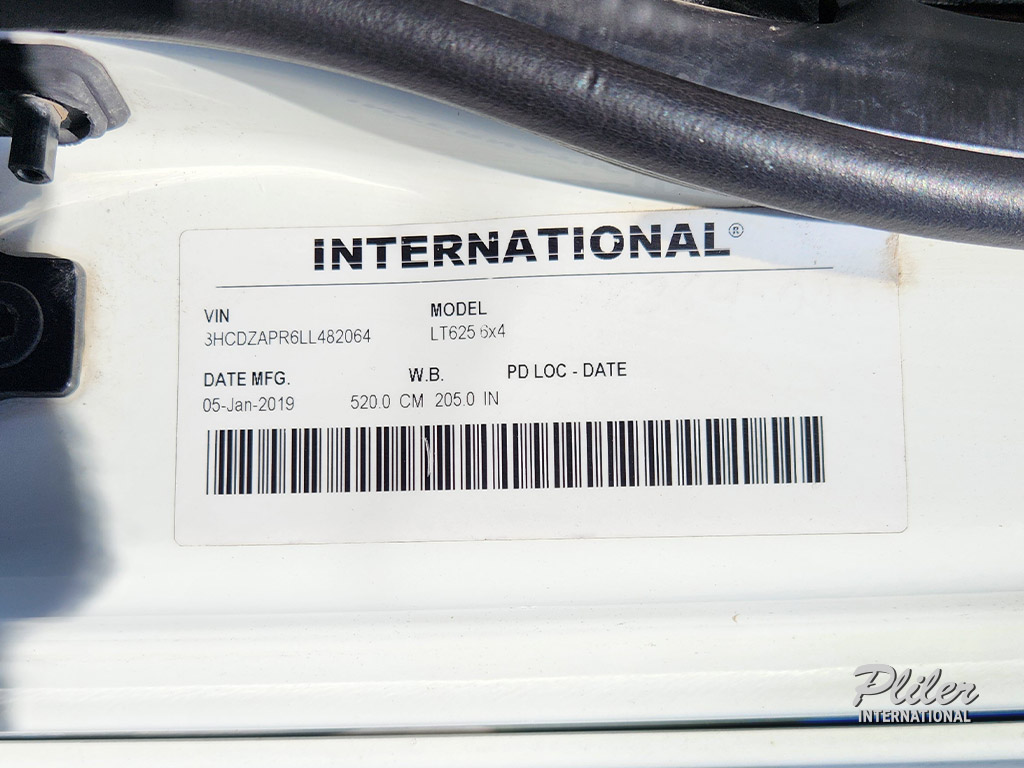 INTERNATIONAL®
VIN MODEL
3HCDZAPR6LL482064 LT625 6x4
DATE MFG. W.B. PD LOC - DATE
05-Jan-2019 520.0 CM 205.0 IN
Pliler
INTERNATIONAL